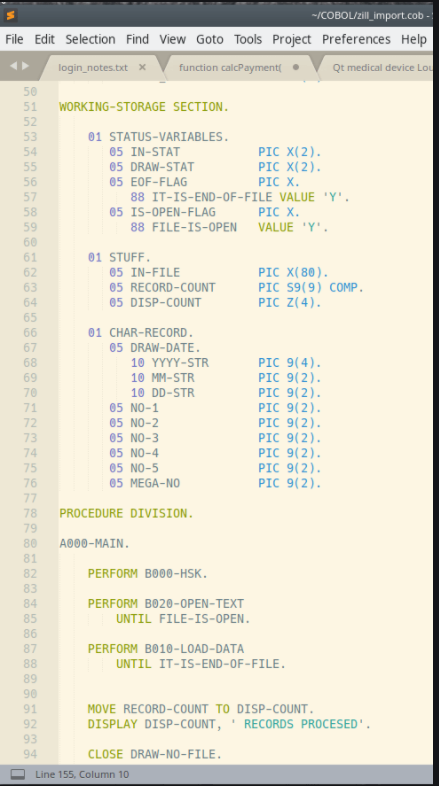 ~/COBOL/zill_import.cob -
File Edit Selection Find View Goto Tools Project Preferences Help
login_notes.txt × function calcPayment( Qt medical device Lou
50
51 WORKING-STORAGE SECTION.
52
53 01 STATUS-VARIABLES.
54 05 IN-STAT PIC X(2).
55 05 DRAW-STAT PIC X(2).
56 05 EOF-FLAG PIC X.
57 88 IT-IS-END-OF-FILE VALUE 'Y'.
58 05 IS-OPEN-FLAG PIC X.
59 88 FILE-IS-OPEN VALUE 'Y'.
60
61 01 STUFF.
62 05 IN-FILE PIC X(80).
63 05 RECORD-COUNT PIC S9(9) COMP.
64 05 DISP-COUNT PIC Z(4).
65
66 01 CHAR-RECORD.
67 05 DRAW-DATE.
68 10 YYYY-STR PIC 9(4).
69 10 MM-STR PIC 9(2).
70 10 DD-STR PIC 9(2).
71 05 NO-1 PIC 9(2).
72 05 NO-2 PIC 9(2).
73 05 NO-3 PIC 9(2).
74 05 NO-4 PIC 9(2).
75 05 NO-5 PIC 9(2).
76 05 MEGA-NO PIC 9(2).
77
78 PROCEDURE DIVISION.
79
80 A000-MAIN.
81
82 PERFORM B000-HSK.
83
84 PERFORM B020-OPEN-TEXT
85 UNTIL FILE-IS-OPEN.
86
87 PERFORM B010-LOAD-DATA
88 UNTIL IT-IS-END-OF-FILE.
89
90
91 MOVE RECORD-COUNT TO DISP-COUNT.
92 DISPLAY DISP-COUNT, ' RECORDS PROCESED'.
93
94 CLOSE DRAW-NO-FILE.
Line 155, Column 10